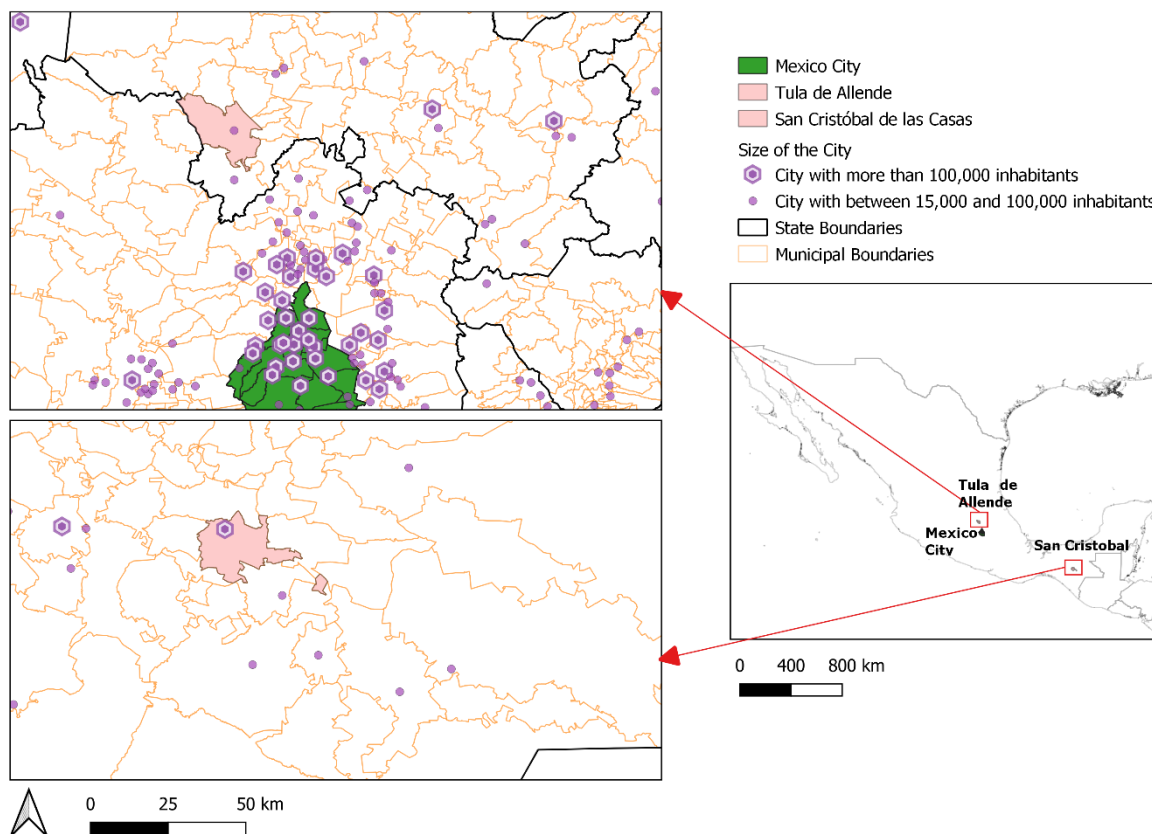 Mexico City
Tula de Allende
San Cristóbal de las Casas
Size of the City
City with more than 100,000 inhabitants
City with between 15,000 and 100,000 inhabitants
State Boundaries
Municipal Boundaries
Tula de
Allende
Mexico
City
San Cristobal
0 400 800 km
0 25 50 km